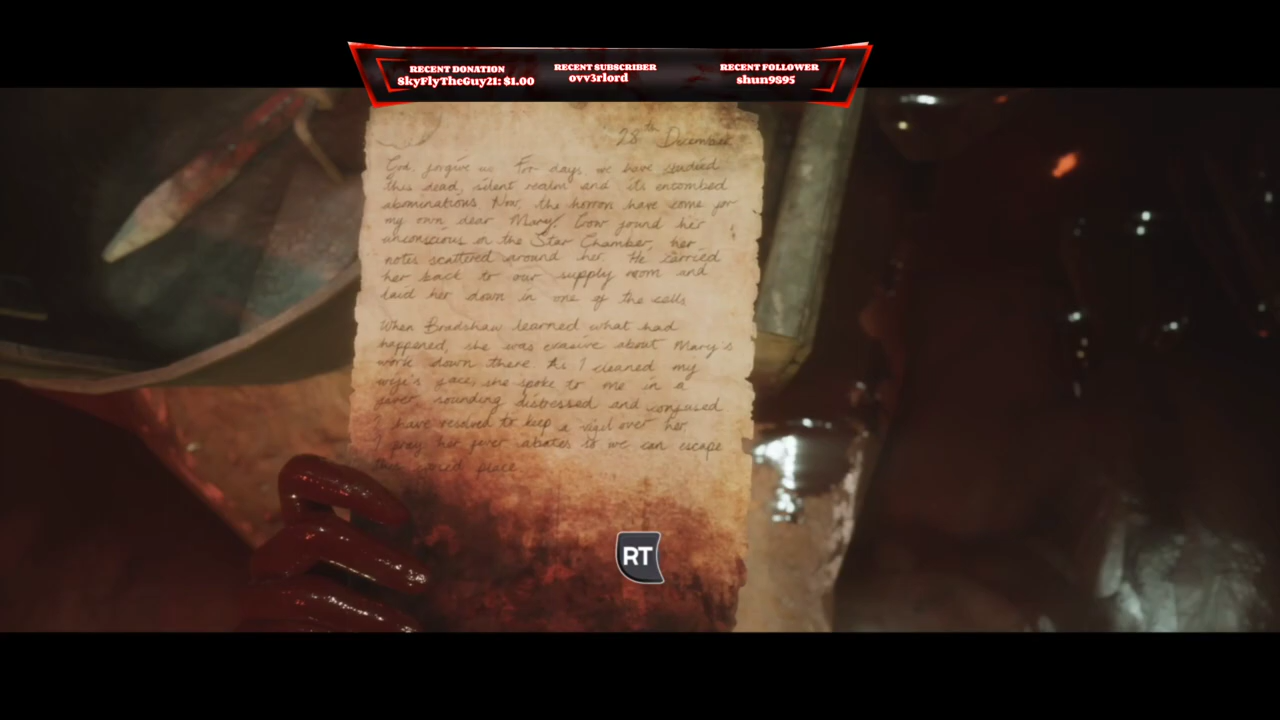 RECENT DONATION
8kyFlyTheGuy21: $1.00
RECENT SUBSCRIBER
ovv3rlord
RECENT FOLLOWER
shun9895
28th December
God, forgive us. For days, we have studied
this dead, silent realm and its entombed
abominations. Now, the horrors have come for
my own dear Mary! Cow found her
unconscious in the Star Chamber, her
notes scattered around her. He carried
her back to our supply room and
laid her down in one of the cells
When Bradshaw learned what had
happened, she was evasive about Mary's
work down there. As I cleaned my
wife's face, she spoke to me in a
fever, sounding distressed and confused
I have resolved to keep a vigil over her
I pray her fever abates so we can escape
this place
RT